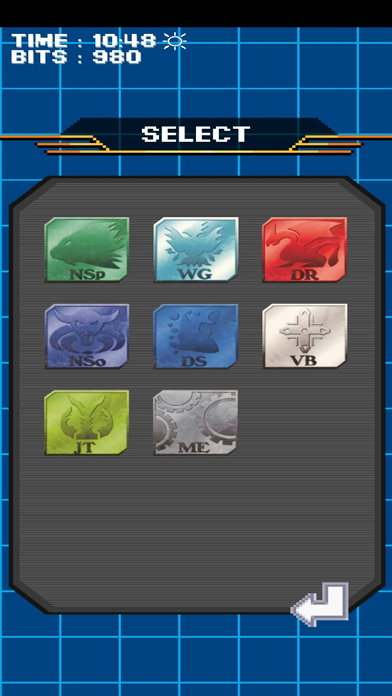 TIME : 10:48
BITS : 980
SELECT
NSp WG DR
NSo DS VB
JT ME